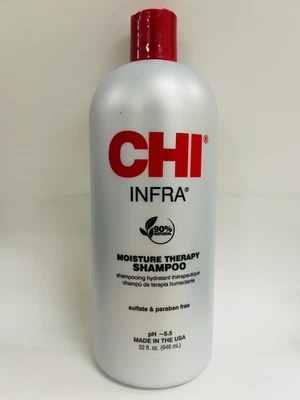 CHI®
INFRA®
90%
NATURAL
MOISTURE THERAPY
SHAMPOO
shampooing hydratant thérapeutique
champú de terapia humectante
sulfate & paraben free
pH ~5.5
MADE IN THE USA
32 fl. oz. (946 mL)